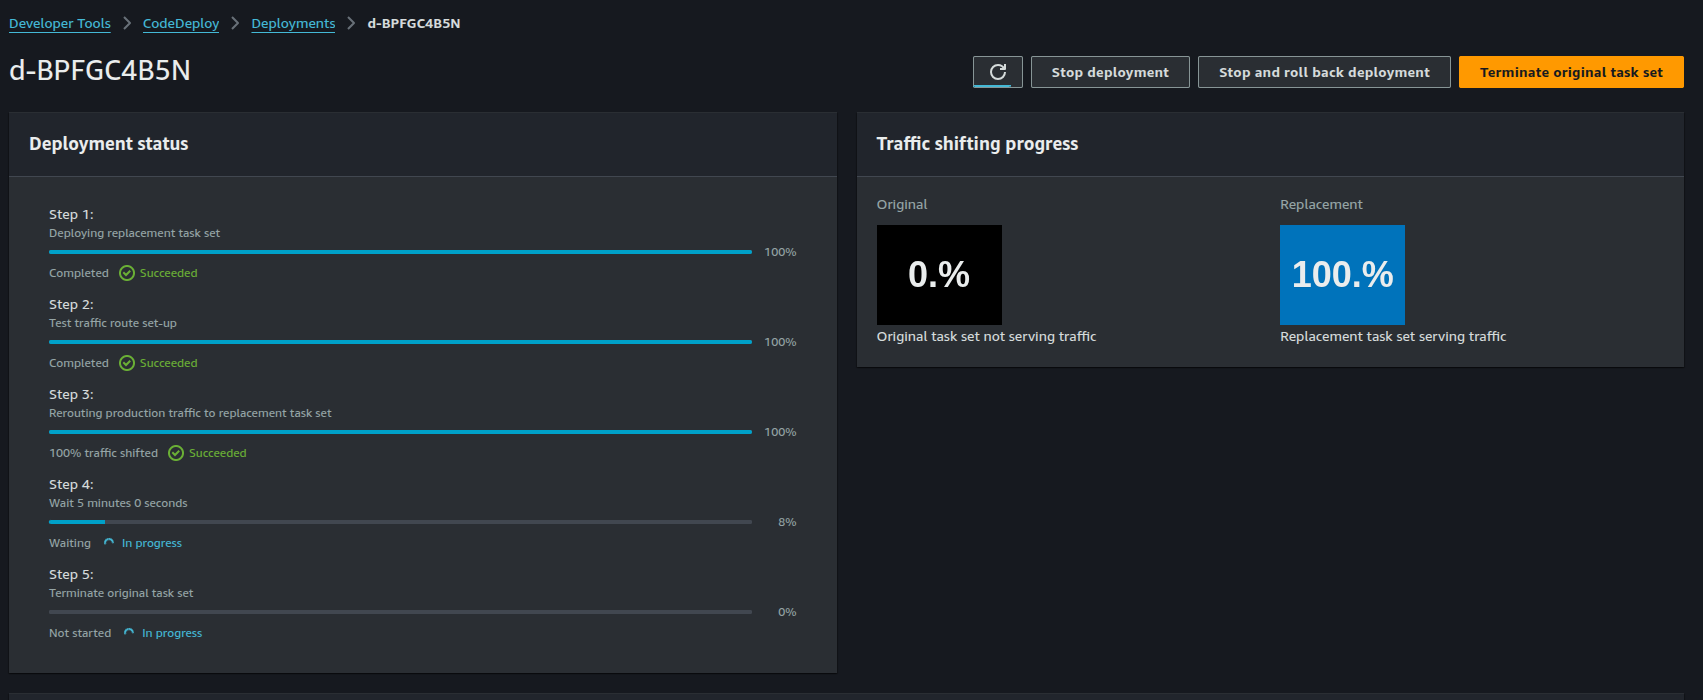 Developer Tools > CodeDeploy > Deployments > d-BPFGC4B5N
d-BPFGC4B5N
Stop deployment
Stop and roll back deployment
Terminate original task set
Deployment status
Step 1:
Deploying replacement task set
100%
Completed Succeeded
Step 2:
Test traffic route set-up
100%
Completed Succeeded
Step 3:
Rerouting production traffic to replacement task set
100%
100% traffic shifted Succeeded
Step 4:
Wait 5 minutes 0 seconds
8%
Waiting In progress
Step 5:
Terminate original task set
0%
Not started In progress
Traffic shifting progress
Original
0.%
Original task set not serving traffic
Replacement
100.%
Replacement task set serving traffic